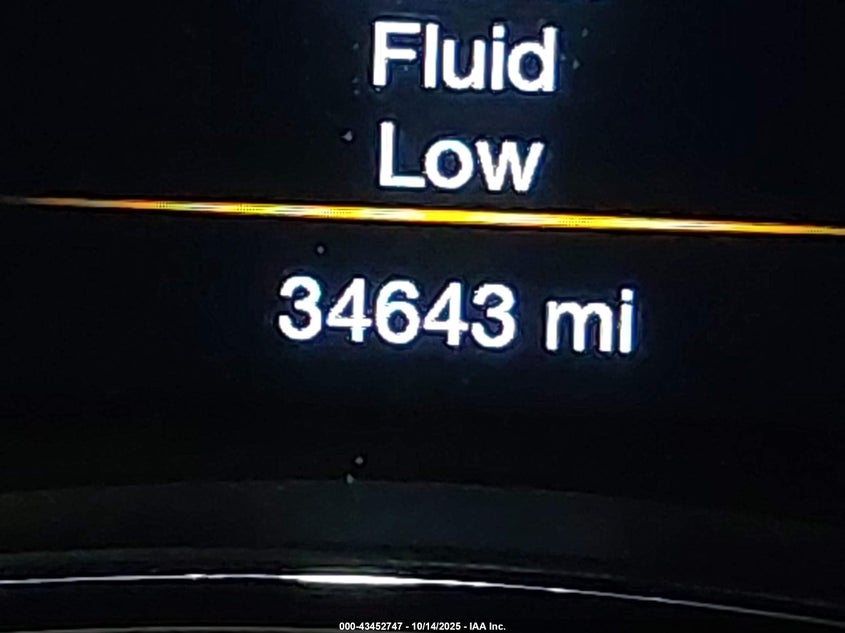 Fluid
Low
34643 mi
000-43452747 - 10/14/2025 - IAA Inc.